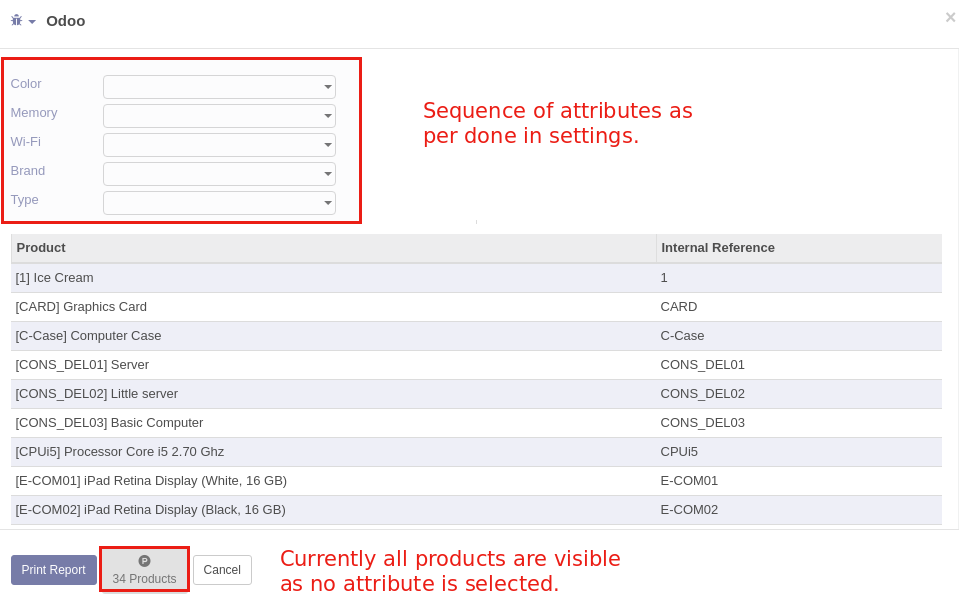 Odoo
×
Color
Memory
Wi-Fi
Brand
Type
Sequence of attributes as
per done in settings.
Product Internal Reference
[1] Ice Cream 1
[CARD] Graphics Card CARD
[C-Case] Computer Case C-Case
[CONS_DEL01] Server CONS_DEL01
[CONS_DEL02] Little server CONS_DEL02
[CONS_DEL03] Basic Computer CONS_DEL03
[CPUi5] Processor Core i5 2.70 Ghz CPUi5
[E-COM01] iPad Retina Display (White, 16 GB) E-COM01
[E-COM02] iPad Retina Display (Black, 16 GB) E-COM02
Print Report
P
34 Products
Cancel
Currently all products are visible
as no attribute is selected.